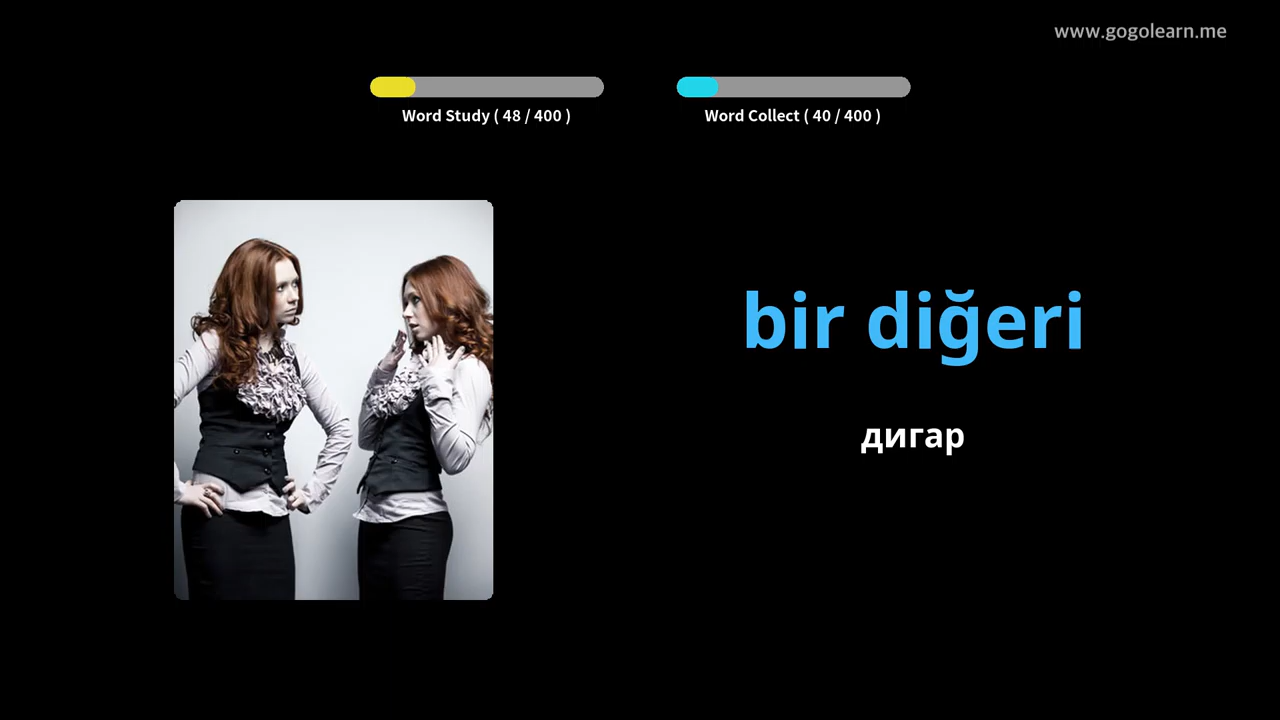 www.gogolearn.me
Word Study ( 48 / 400 )
Word Collect ( 40 / 400 )
bir diğeri
дигар